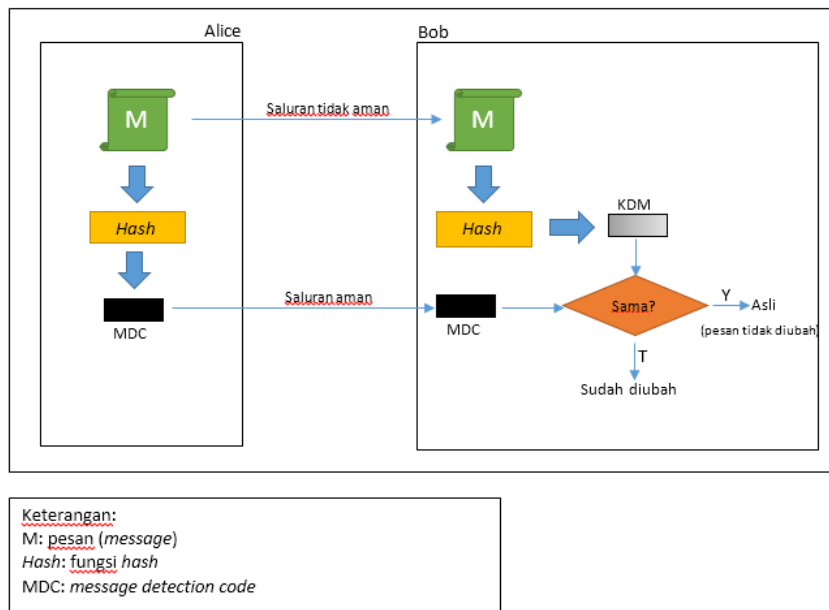 Alice
Bob
M
Saluran tidak aman
M
Hash
Hash
KDM
MDC
Saluran aman
MDC
Sama?
Y
Asli
(pesan tidak diubah)
T
Sudah diubah
Keterangan:
M: pesan (message)
Hash: fungsi hash
MDC: message detection code